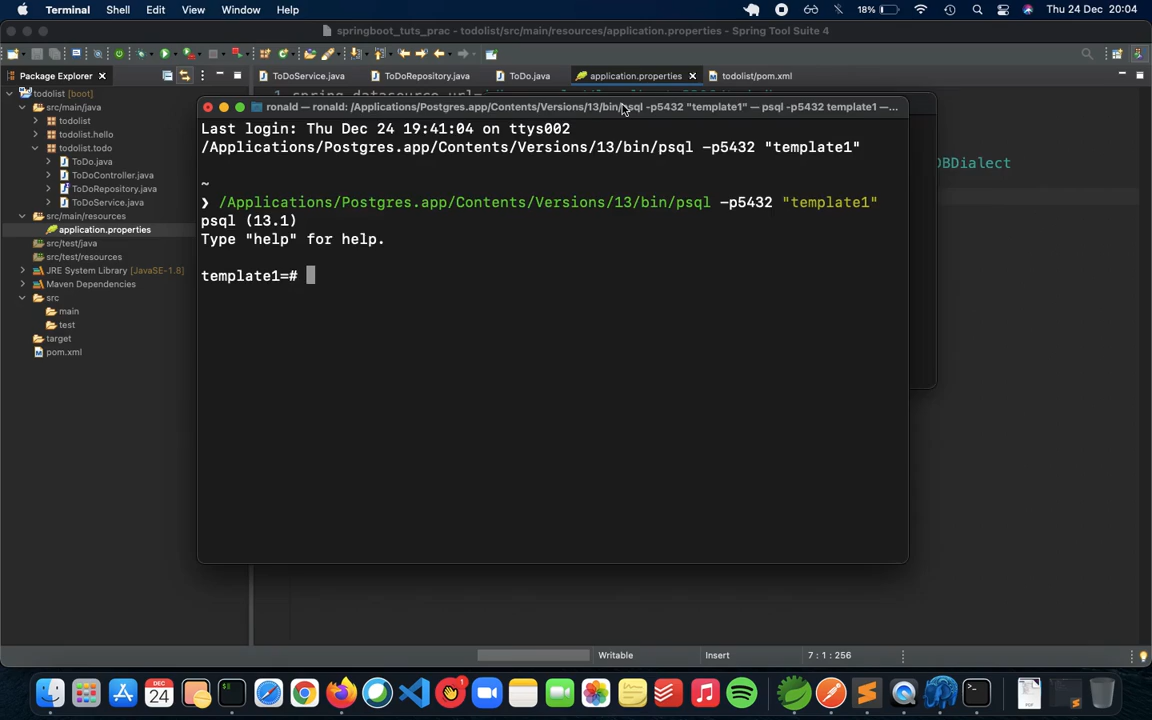 Terminal Shell Edit View Window Help 18% Thu 24 Dec 20:04
springboot_tuts_prac - todolist/src/main/resources/application.properties - Spring Tool Suite 4
Package Explorer
ToDoService.java ToDoRepository.java ToDo.java application.properties todolist/pom.xml
todolist [boot]
src/main/java
todolist
todolist.hello
todolist.todo
ToDo.java
ToDoController.java
ToDoRepository.java
ToDoService.java
src/main/resources
application.properties
src/test/java
src/test/resources
JRE System Library [JavaSE-1.8]
Maven Dependencies
src
main
test
target
pom.xml
DBDialect
ronald — ronald: /Applications/Postgres.app/Contents/Versions/13/bin/psql -p5432 "template1" — psql -p5432 template1 —...
Last login: Thu Dec 24 19:41:04 on ttys002
/Applications/Postgres.app/Contents/Versions/13/bin/psql -p5432 "template1"
~
❯ /Applications/Postgres.app/Contents/Versions/13/bin/psql -p5432 "template1"
psql (13.1)
Type "help" for help.
template1=#
Writable Insert 7 : 1 : 256
DEC
24
1
PDF